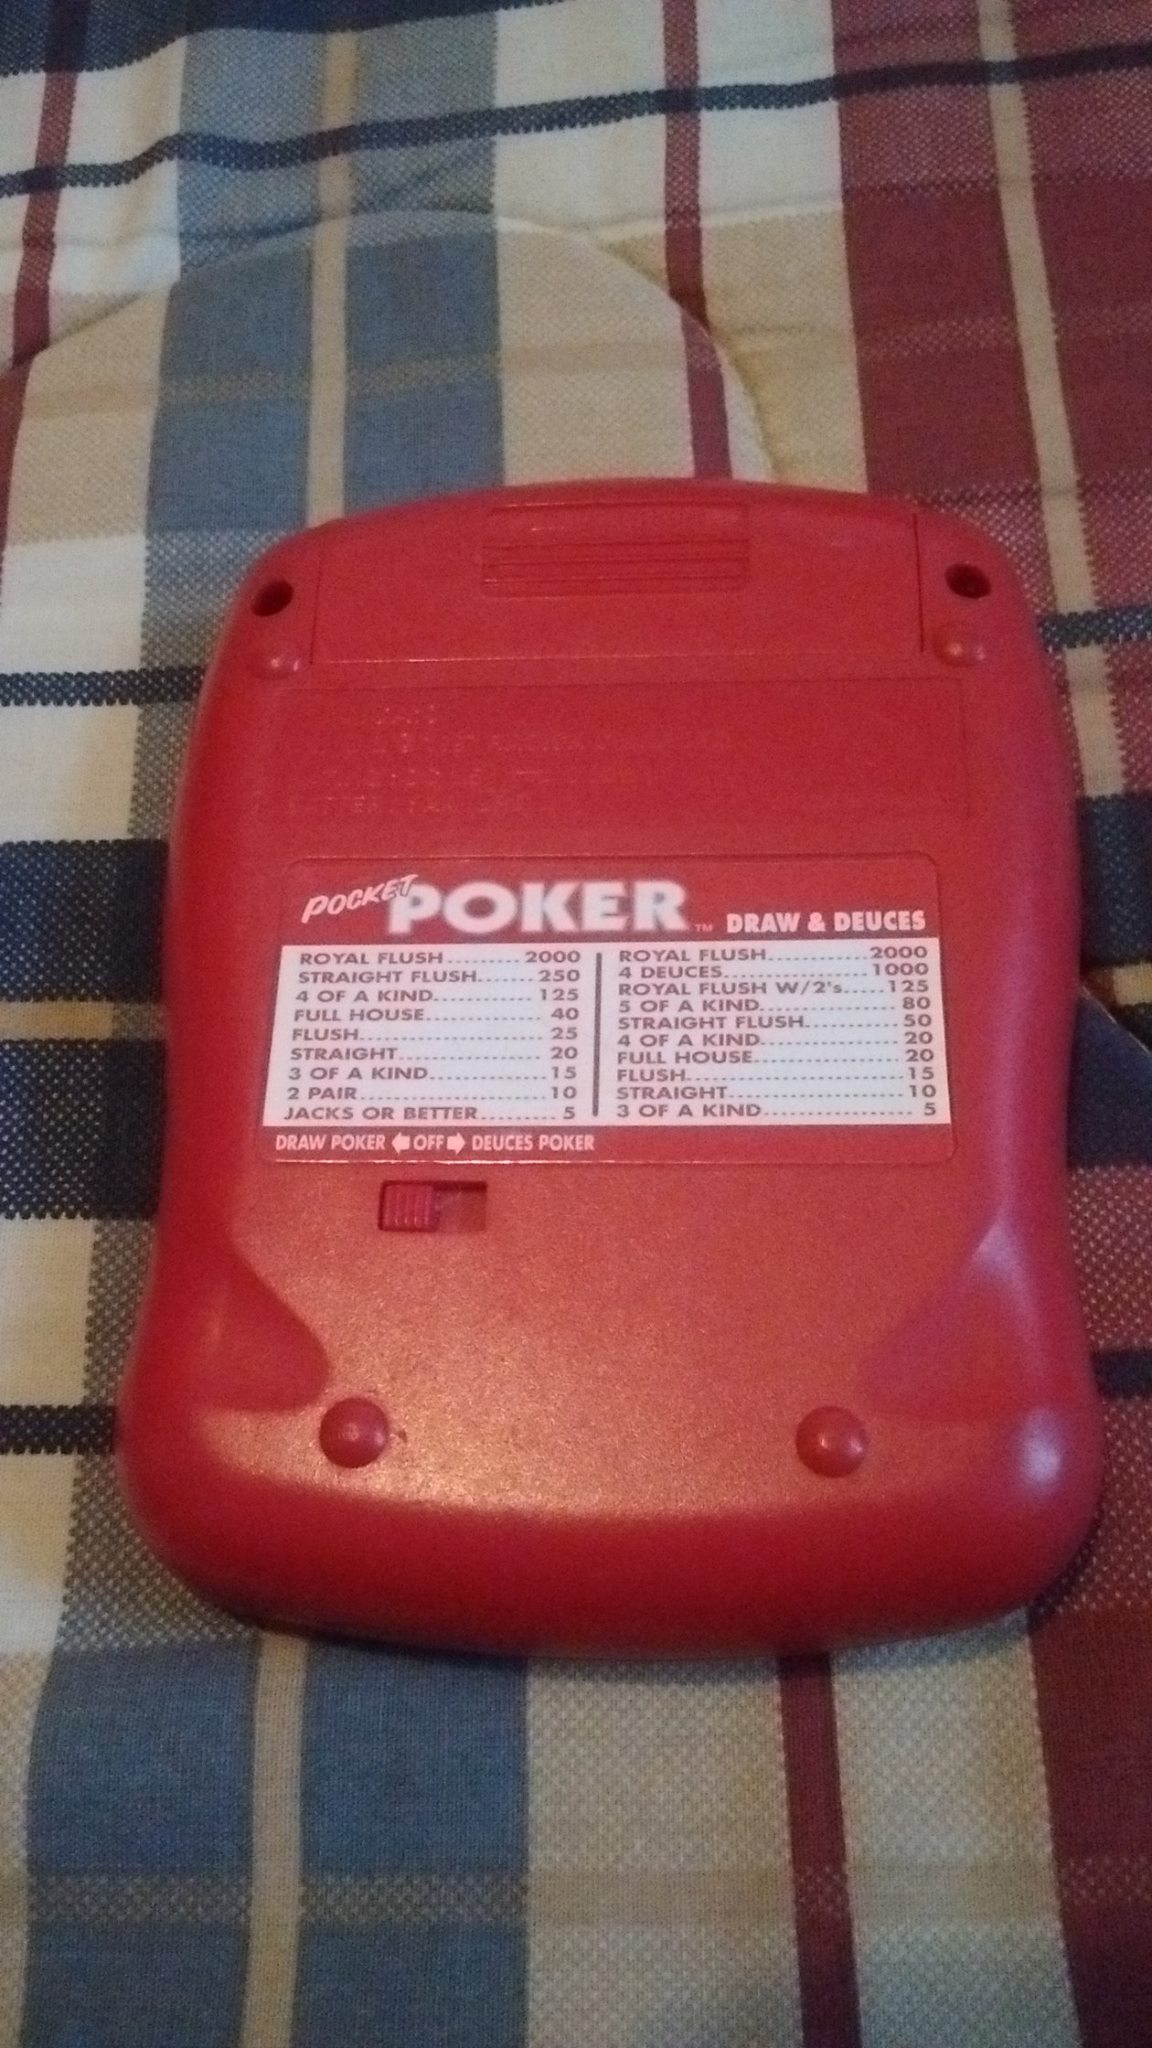 POCKET POKER™ DRAW & DEUCES
ROYAL FLUSH.......... 2000
STRAIGHT FLUSH...... 250
4 OF A KIND............ 125
FULL HOUSE............. 40
FLUSH...................... 25
STRAIGHT................ 20
3 OF A KIND............. 15
2 PAIR..................... 10
JACKS OR BETTER......... 5
ROYAL FLUSH.............. 2000
4 DEUCES................... 1000
ROYAL FLUSH W/2's..... 125
5 OF A KIND................ 80
STRAIGHT FLUSH........... 50
4 OF A KIND................ 20
FULL HOUSE................. 20
FLUSH......................... 15
STRAIGHT.................... 10
3 OF A KIND................. 5
DRAW POKER ⬅ OFF ➡ DEUCES POKER